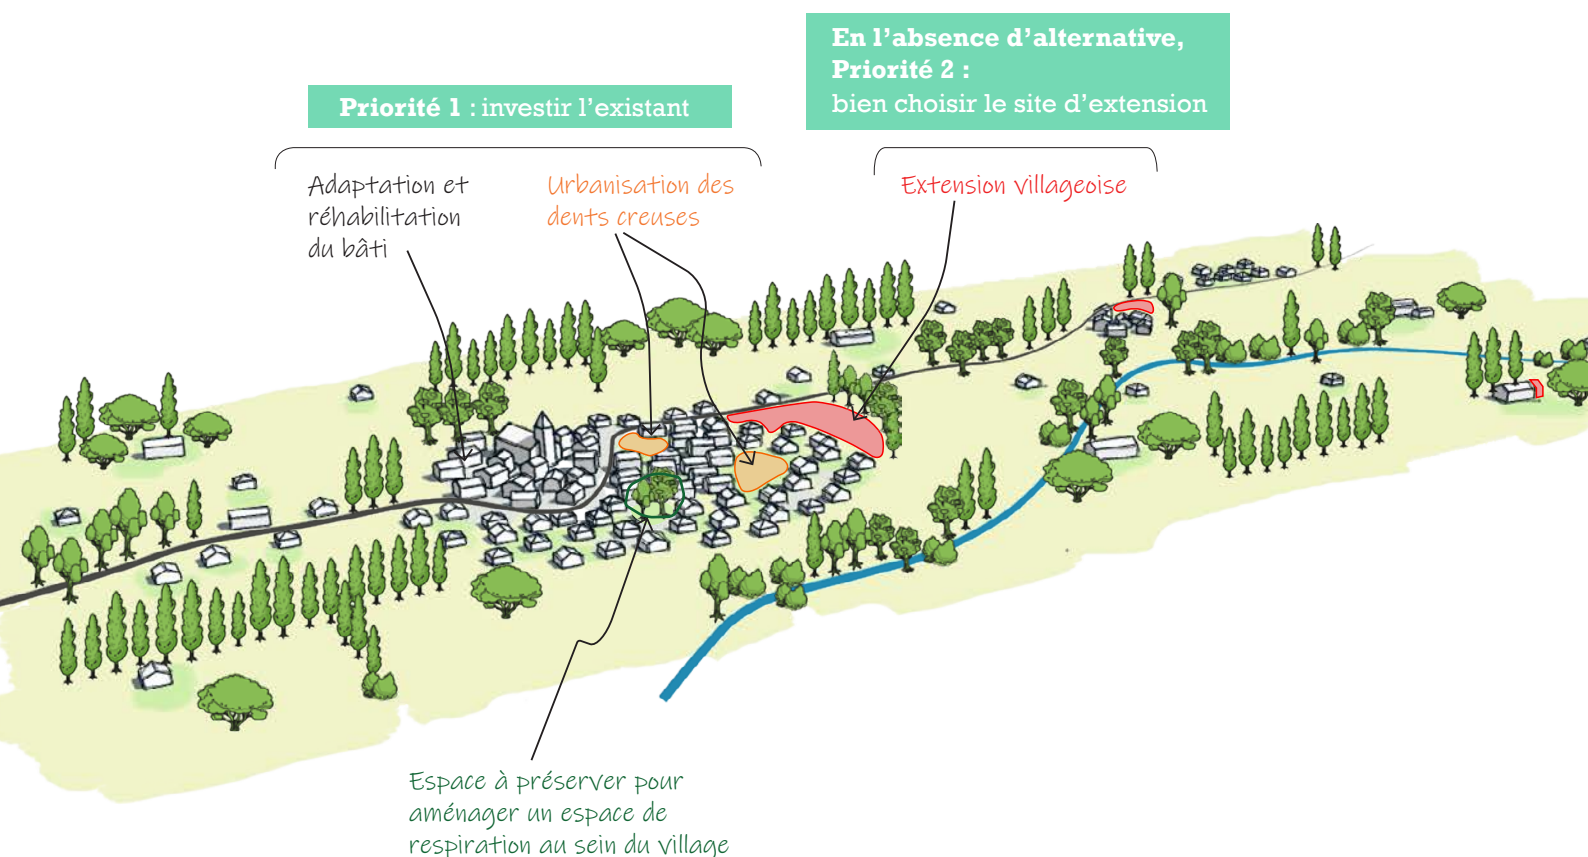 En l’absence d’alternative,
Priorité 2 :
bien choisir le site d’extension
Priorité 1 : investir l’existant
Adaptation et
réhabilitation
du bâti
Urbanisation des
dents creuses
Extension villageoise
Espace à préserver pour
aménager un espace de
respiration au sein du village